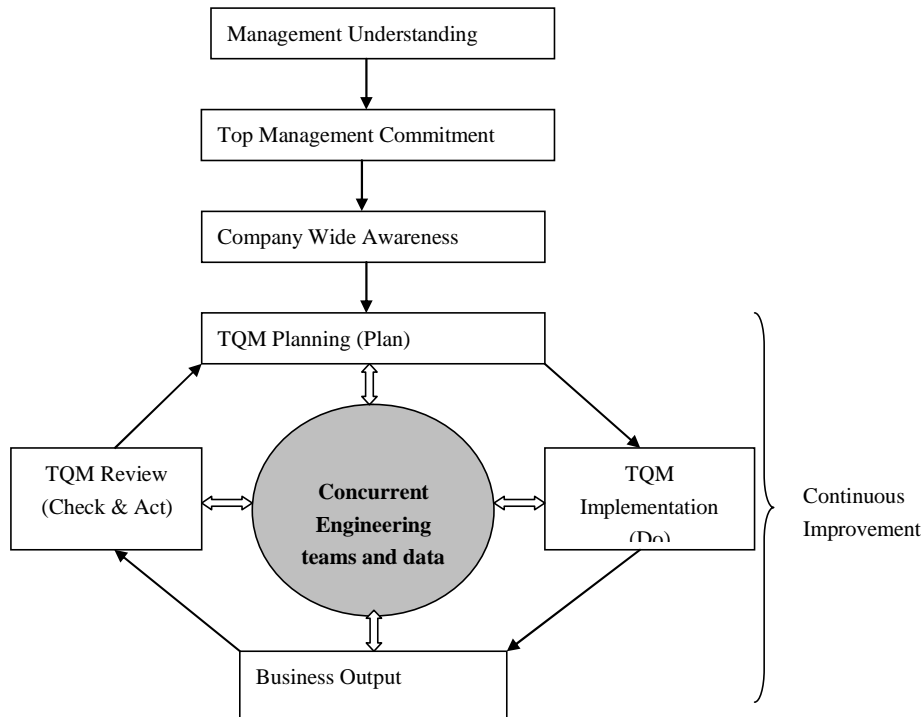 Management Understanding
Top Management Commitment
Company Wide Awareness
TQM Planning (Plan)
TQM Review
(Check & Act)
Concurrent
Engineering
teams and data
TQM
Implementation
(Do)
Continuous
Improvement
Business Output